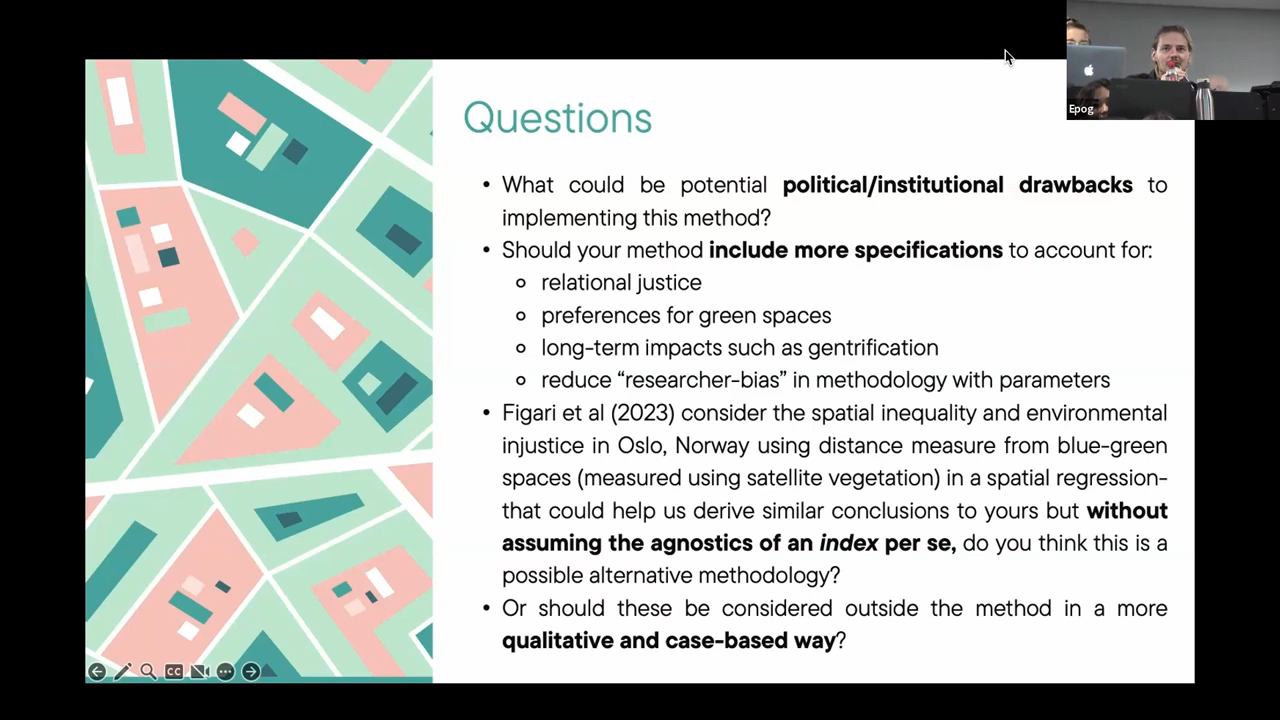 Epog
Questions
• What could be potential political/institutional drawbacks to
implementing this method?
• Should your method include more specifications to account for:
relational justice
preferences for green spaces
long-term impacts such as gentrification
reduce “researcher-bias” in methodology with parameters
• Figari et al (2023) consider the spatial inequality and environmental
injustice in Oslo, Norway using distance measure from blue-green
spaces (measured using satellite vegetation) in a spatial regression-
that could help us derive similar conclusions to yours but without
assuming the agnostics of an index per se, do you think this is a
possible alternative methodology?
• Or should these be considered outside the method in a more
qualitative and case-based way?
CC